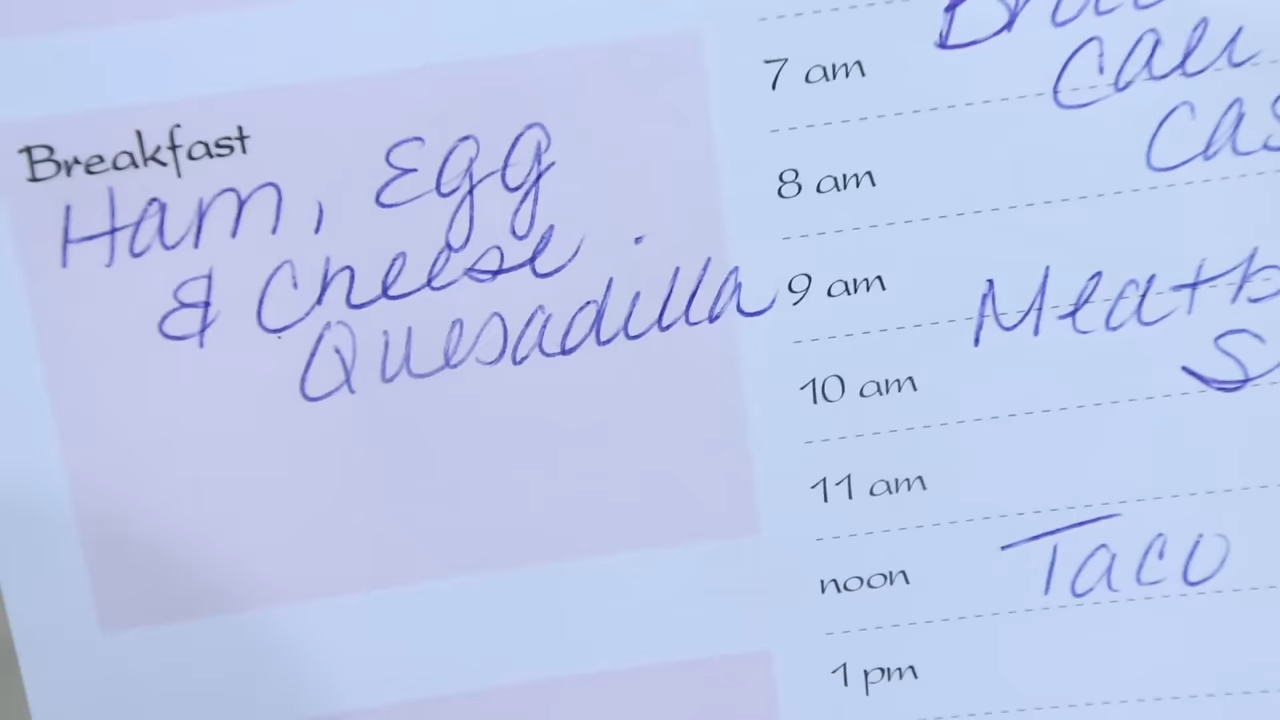 Breakfast
Ham, Egg
& Cheese
Quesadilla
7 am
Cau
8 am
9 am
10 am
11 am
noon Taco
1 pm